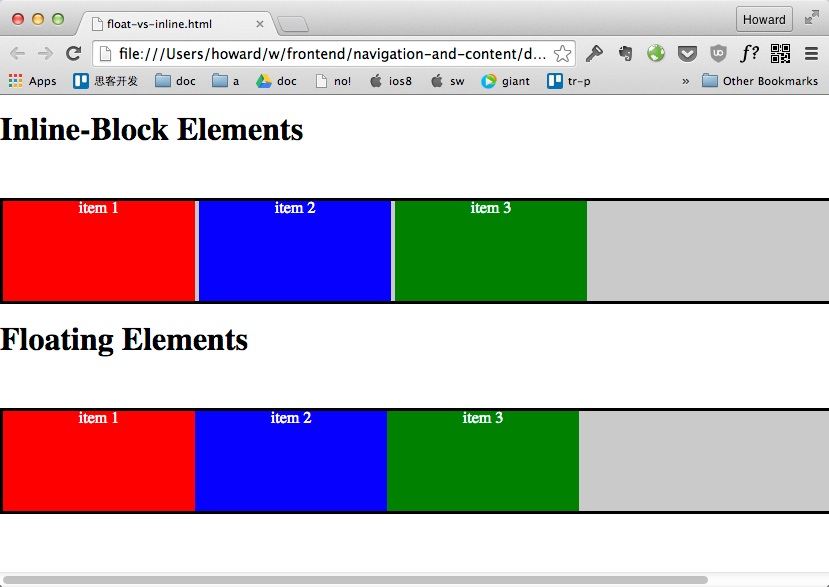 float-vs-inline.html
Howard
file:///Users/howard/w/frontend/navigation-and-content/d...
f?
Apps 思客开发 doc a doc no! ios8 sw giant tr-p » Other Bookmarks
Inline-Block Elements
item 1 item 2 item 3
Floating Elements
item 1 item 2 item 3